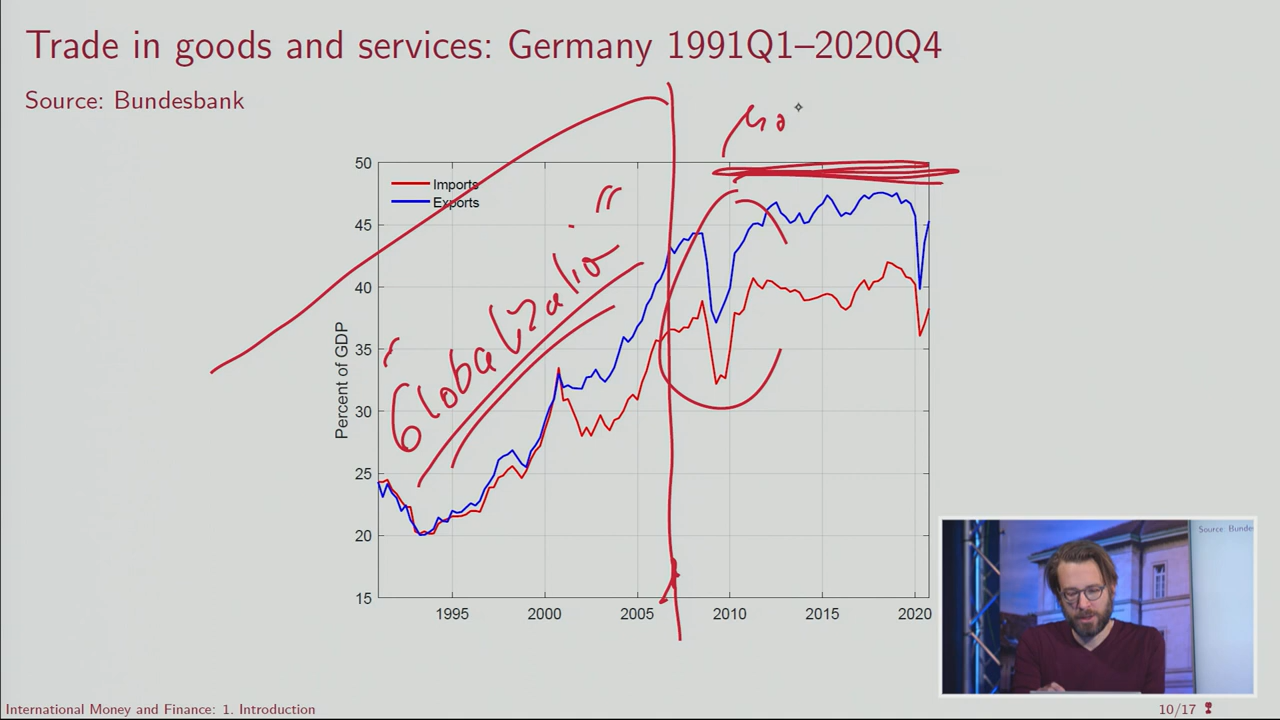 Trade in goods and services: Germany 1991Q1–2020Q4
Source: Bundesbank
50
45
40
35
30
25
20
15
Percent of GDP
Imports
Exports
"Globalization"
1995
2000
2005
2010
2015
2020
Source: Bunde
International Money and Finance: 1. Introduction
10/17